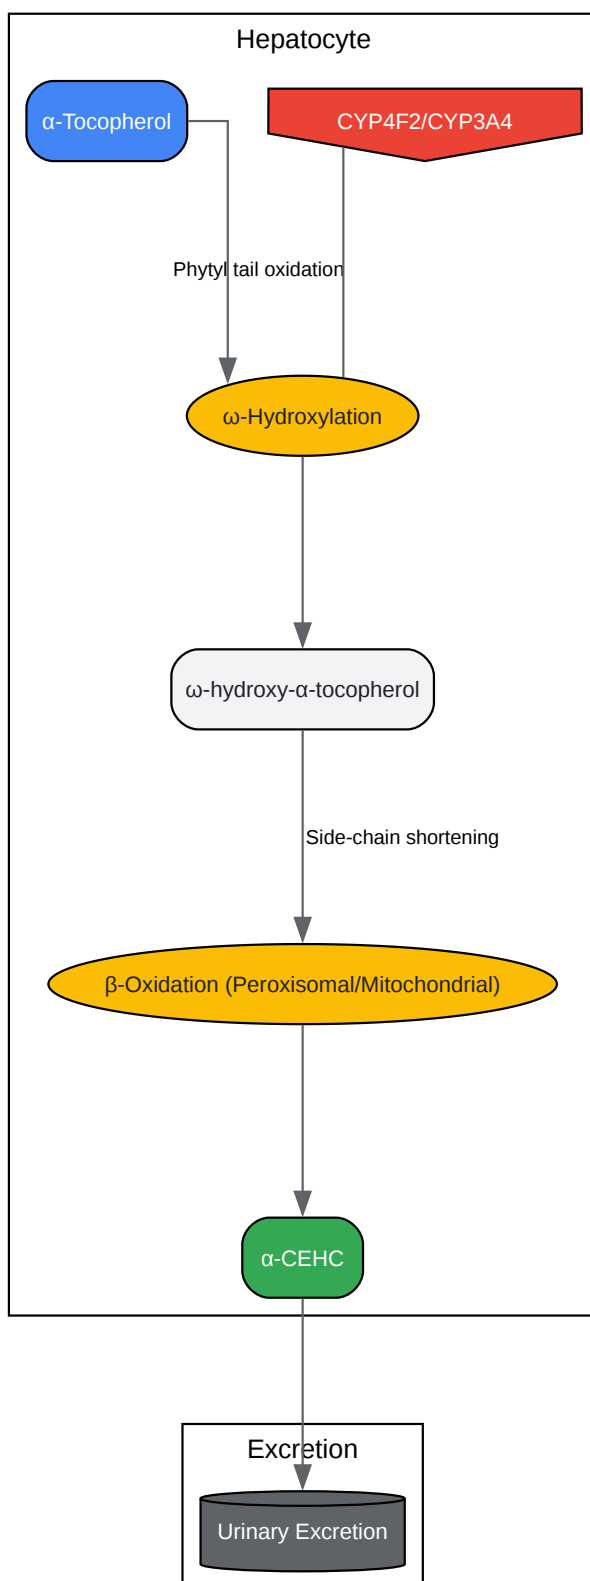 Hepatocyte
α-Tocopherol
CYP4F2/CYP3A4
Phytyl tail oxidation
ω-Hydroxylation
ω-hydroxy-α-tocopherol
Side-chain shortening
β-Oxidation (Peroxisomal/Mitochondrial)
α-CEHC
Excretion
Urinary Excretion